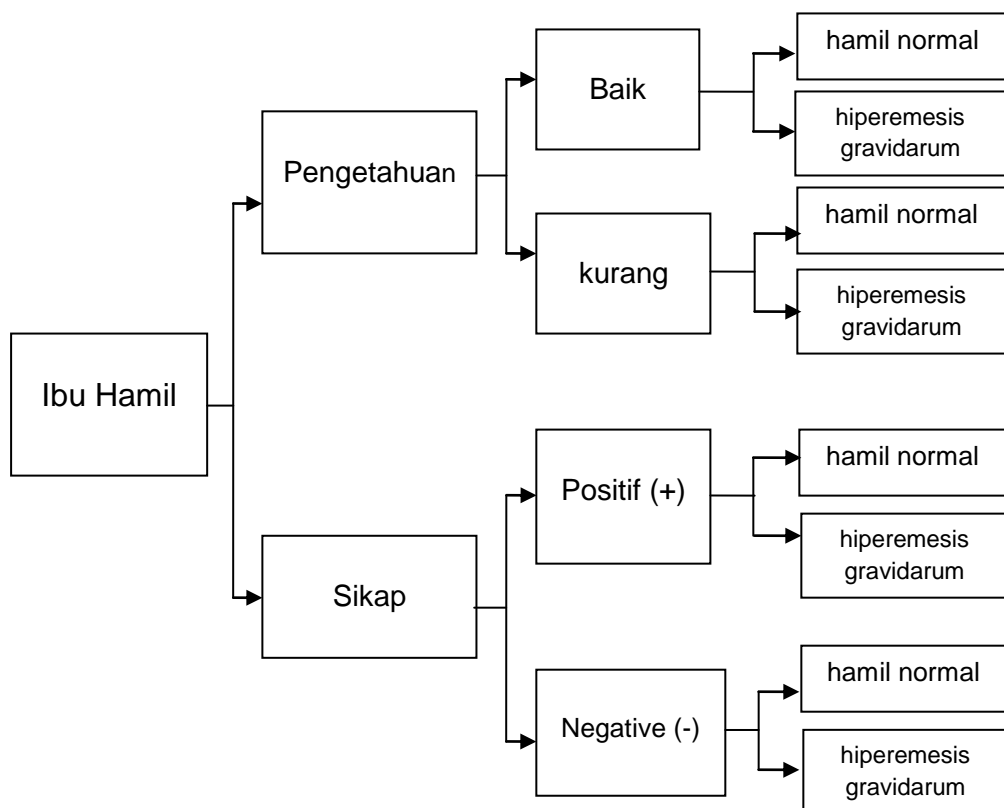 hamil normal
Baik
hiperemesis
gravidarum
Pengetahuan
hamil normal
kurang
hiperemesis
gravidarum
Ibu Hamil
hamil normal
Positif (+)
hiperemesis
gravidarum
Sikap
hamil normal
Negative (-)
hiperemesis
gravidarum